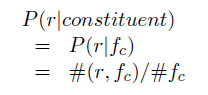 P(r|constituent)
= P(r|f_c)
= #(r, f_c)/#f_c